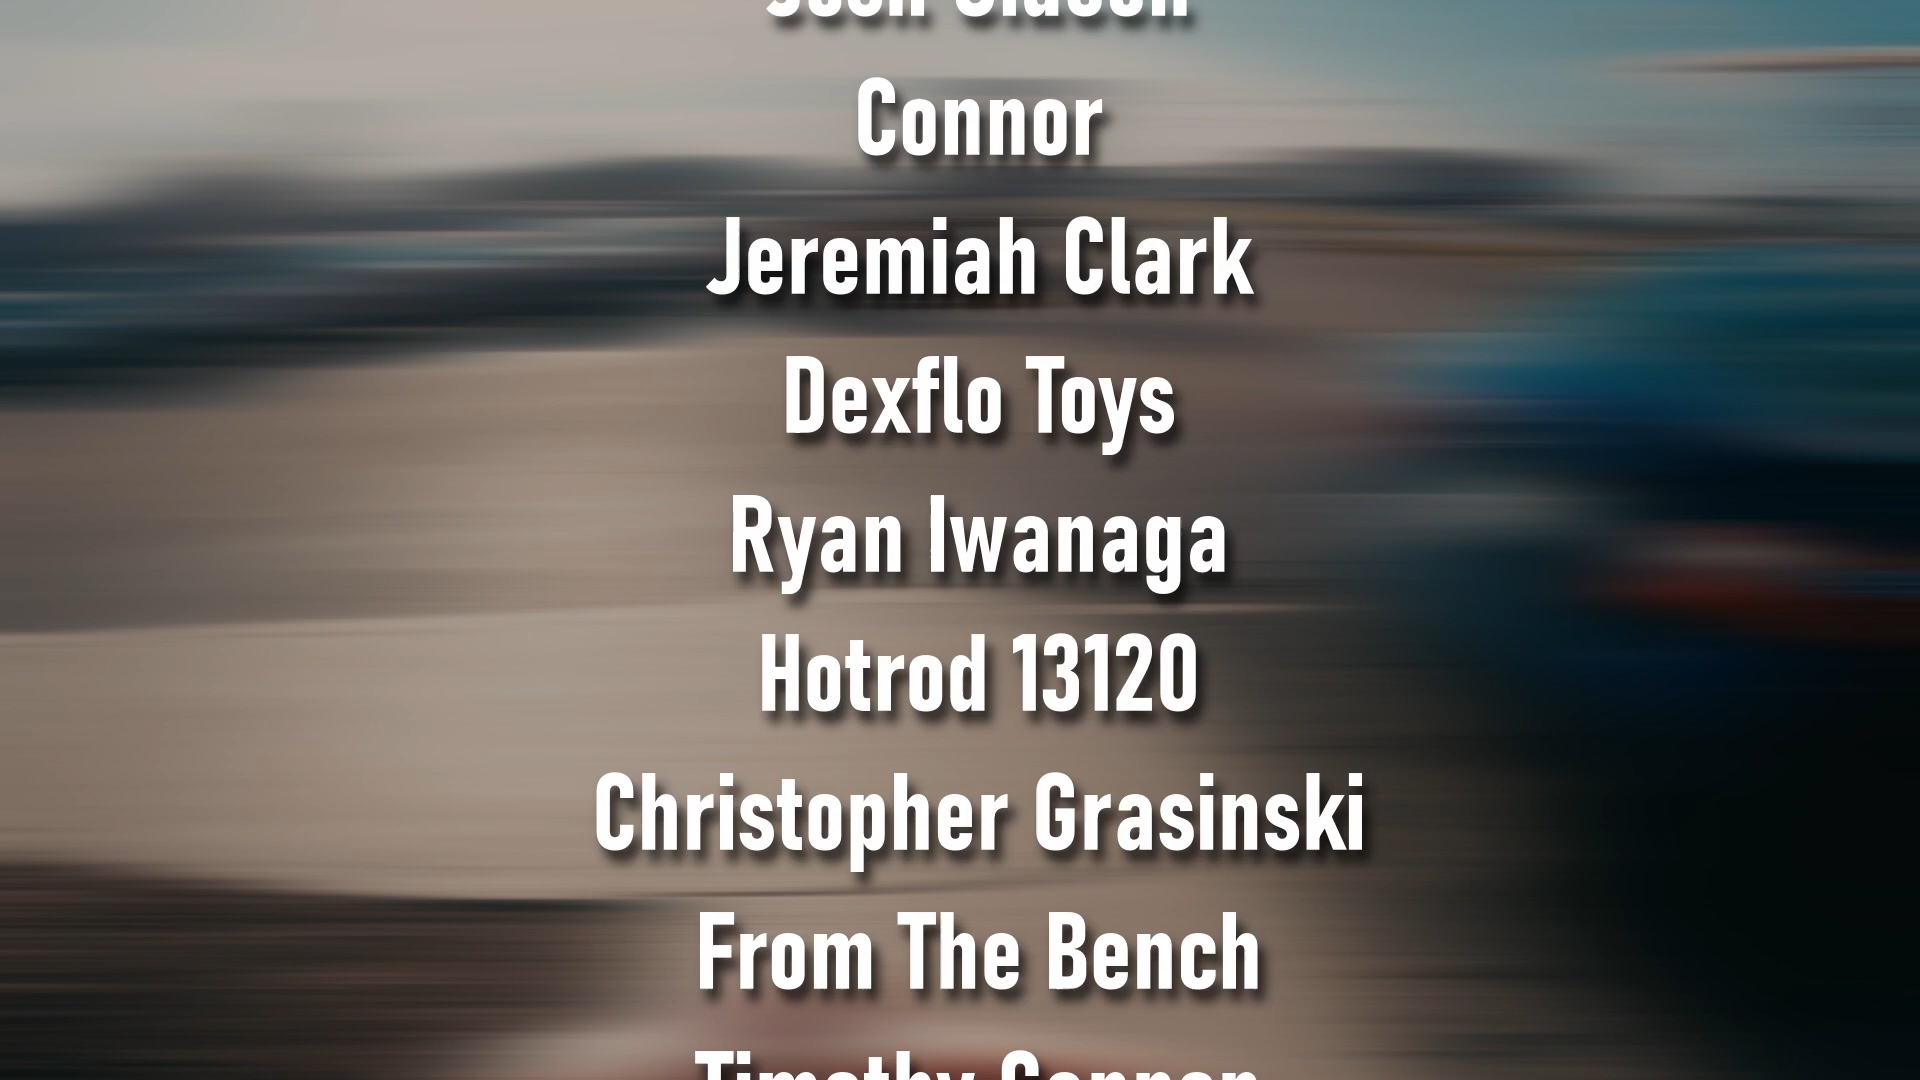 Connor
Jeremiah Clark
Dexflo Toys
Ryan Iwanaga
Hotrod 13120
Christopher Grasinski
From The Bench